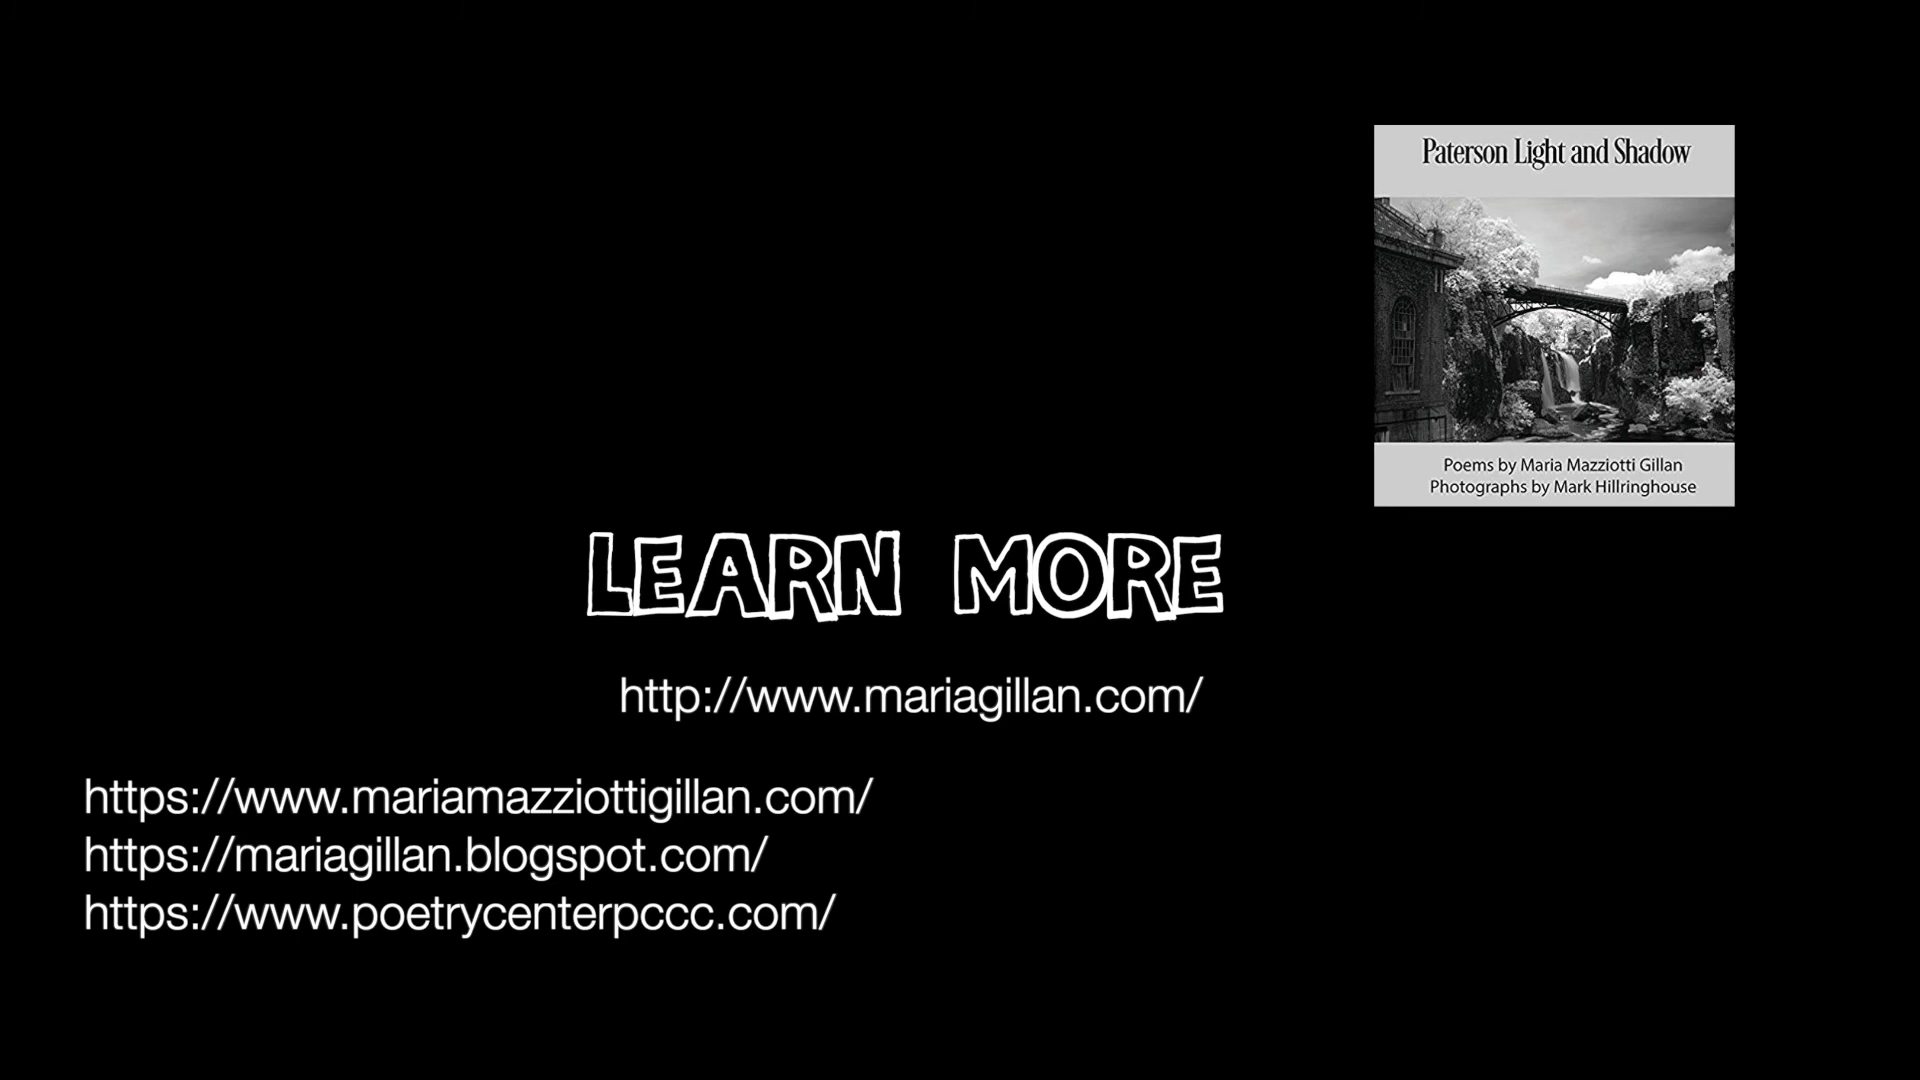 Paterson Light and Shadow
Poems by Maria Mazziotti Gillan
Photographs by Mark Hillringhouse
LEARN MORE
http://www.mariagillan.com/
https://www.mariamazziottigillan.com/
https://mariagillan.blogspot.com/
https://www.poetrycenterpccc.com/